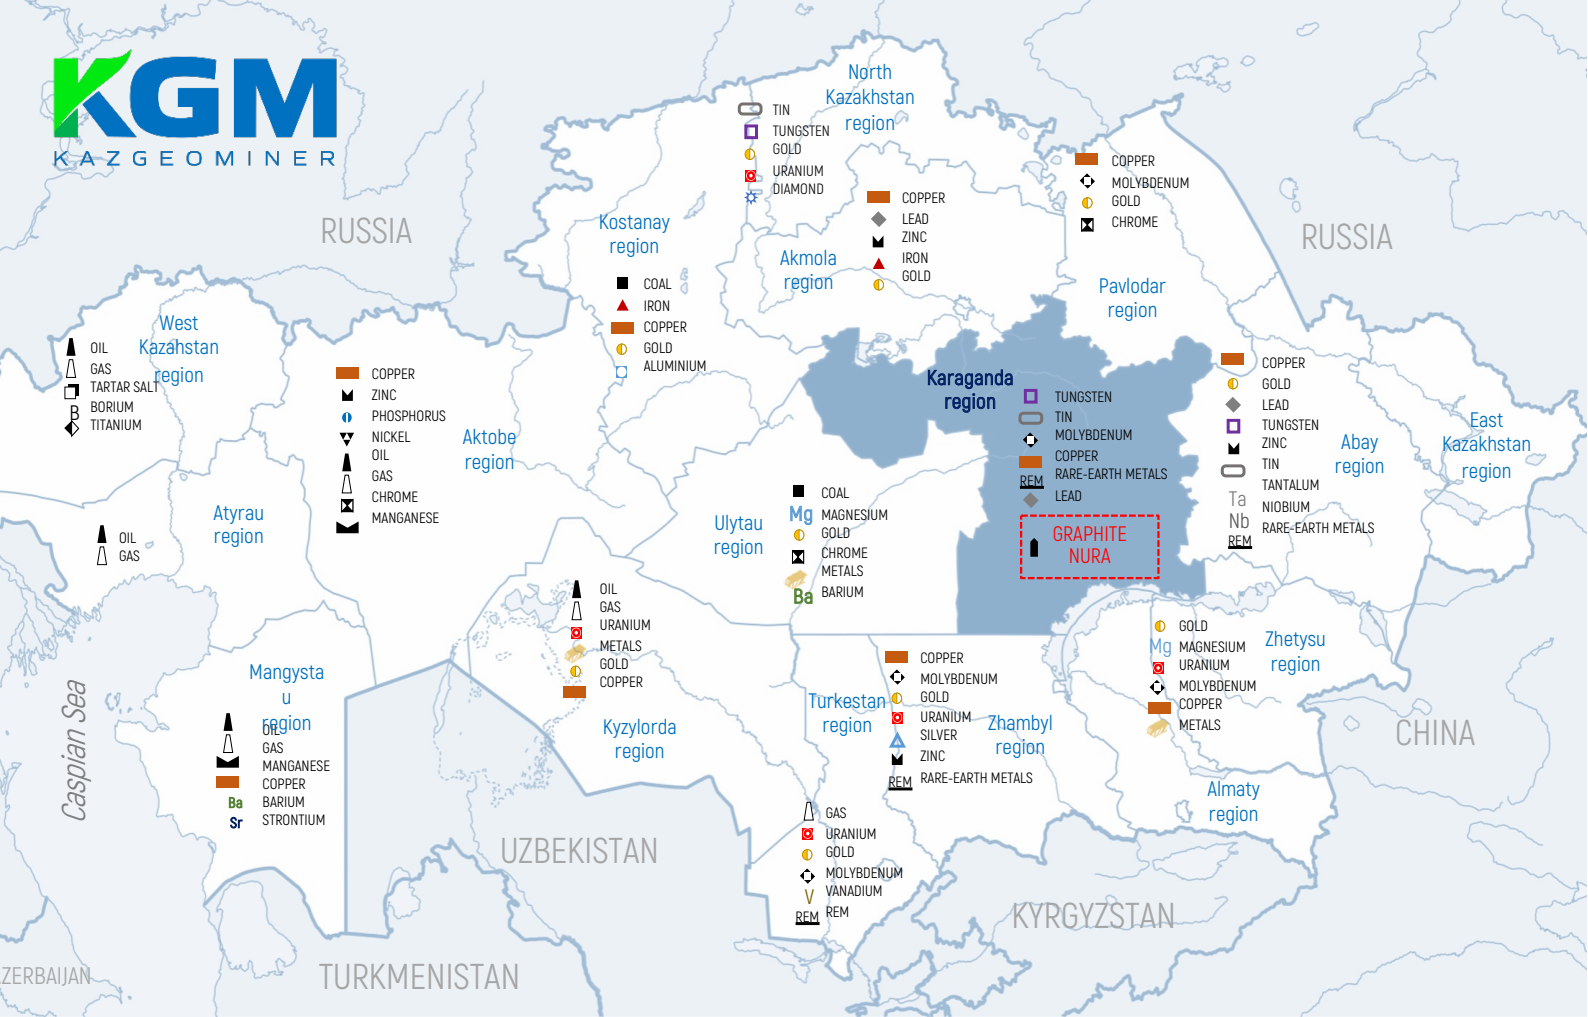 KGM
KAZGEOMINER
RUSSIA
North
Kazakhstan
region
TIN
TUNGSTEN
GOLD
URANIUM
DIAMOND
Kostanay
region
COAL
IRON
COPPER
GOLD
ALUMINIUM
Akmola
region
COPPER
LEAD
ZINC
IRON
GOLD
COPPER
MOLYBDENUM
GOLD
CHROME
Pavlodar
region
RUSSIA
West
Kazahstan
region
OIL
GAS
TARTAR SALT
B BORIUM
TITANIUM
COPPER
ZINC
PHOSPHORUS
NICKEL
OIL
GAS
CHROME
MANGANESE
Aktobe
region
Karaganda
region
TUNGSTEN
TIN
MOLYBDENUM
COPPER
REM RARE-EARTH METALS
LEAD
GRAPHITE
NURA
COPPER
GOLD
LEAD
TUNGSTEN
ZINC
TIN
Ta TANTALUM
Nb NIOBIUM
REM RARE-EARTH METALS
Abay
region
East
Kazakhstan
region
Atyrau
region
OIL
GAS
Ulytau
region
COAL
Mg MAGNESIUM
GOLD
CHROME
METALS
Ba BARIUM
OIL
GAS
URANIUM
METALS
GOLD
COPPER
Kyzylorda
region
Mangysta
u
region
OIL
GAS
MANGANESE
COPPER
Ba BARIUM
Sr STRONTIUM
Caspian Sea
Turkestan
region
COPPER
MOLYBDENUM
GOLD
URANIUM
SILVER
ZINC
REM RARE-EARTH METALS
Zhambyl
region
GOLD
Mg MAGNESIUM
URANIUM
MOLYBDENUM
COPPER
METALS
Zhetysu
region
Almaty
region
CHINA
GAS
URANIUM
GOLD
MOLYBDENUM
V VANADIUM
REM REM
UZBEKISTAN
KYRGYZSTAN
TURKMENISTAN
ZERBAIJAN